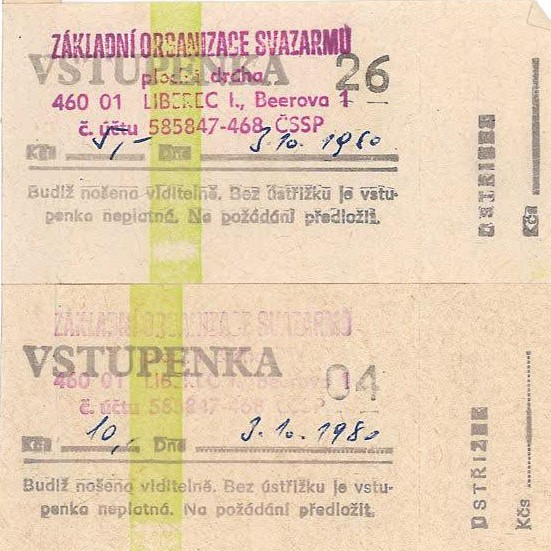 ZÁKLADNÍ ORGANIZACE SVAZARMU
VSTUPENKA 26
plochá dráha
460 01 LIBEREC I., Beerova 1
č. účtu 585847-468 ČSSP
Kčs 5,- Dne 3.10.1980
Budiž nošena viditelně. Bez ústřižku je vstu-
penka neplatná. Na požádání předložit.
ÚSTŘIŽEK
Kčs
ZÁKLADNÍ ORGANIZACE SVAZARMU
VSTUPENKA 04
460 01 LIBEREC I., Beerova 1
č. účtu 585847-468 ČSSP
Kčs 10,- Dne 3.10.1980
Budiž nošena viditelně. Bez ústřižku je vstu-
penka neplatná. Na požádání předložit.
ÚSTŘIŽEK
Kčs